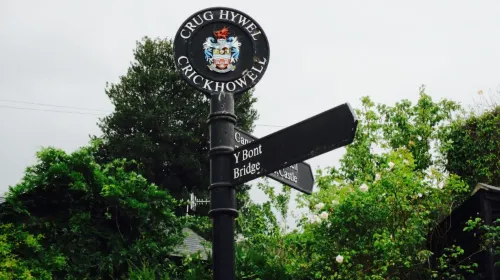 CRUG HYWEL
CRICKHOWELL
Y Bont
Bridge
Castle